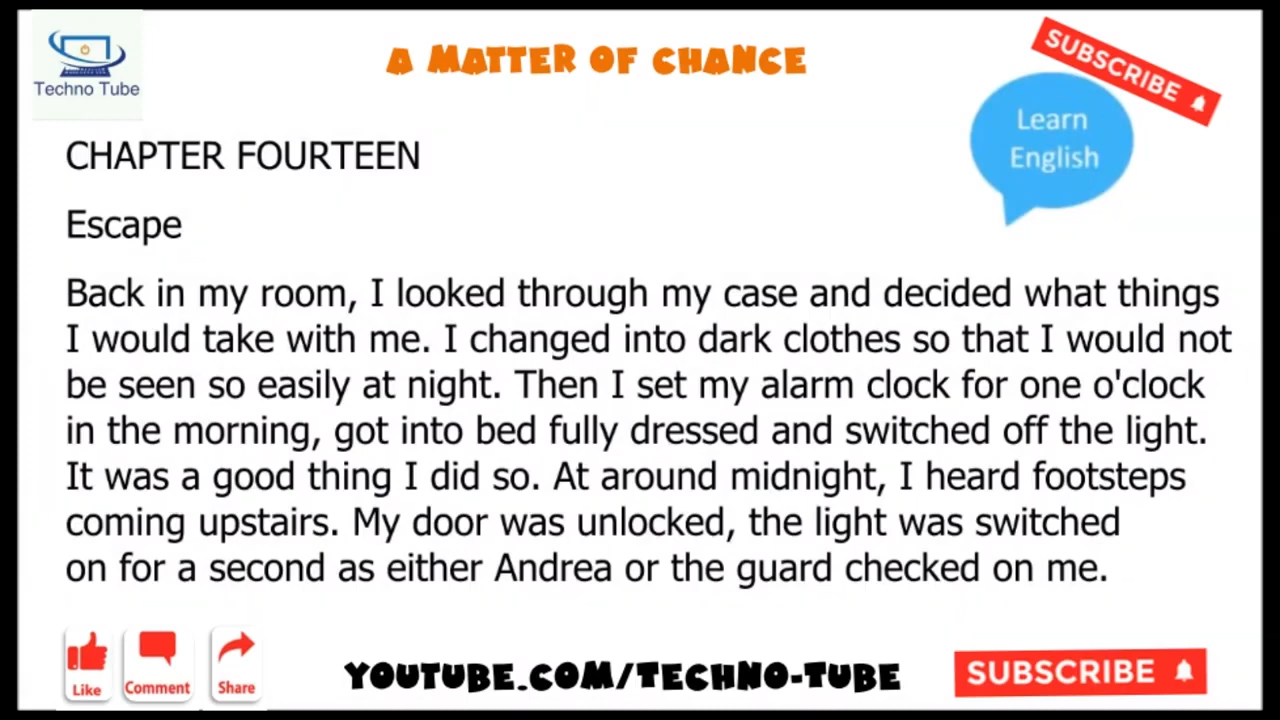 Techno Tube
A MATTER OF CHANCE
SUBSCRIBE
Learn
English
CHAPTER FOURTEEN
Escape
Back in my room, I looked through my case and decided what things
I would take with me. I changed into dark clothes so that I would not
be seen so easily at night. Then I set my alarm clock for one o'clock
in the morning, got into bed fully dressed and switched off the light.
It was a good thing I did so. At around midnight, I heard footsteps
coming upstairs. My door was unlocked, the light was switched
on for a second as either Andrea or the guard checked on me.
Like
Comment
Share
YOUTUBE.COM/TECHNO-TUBE
SUBSCRIBE